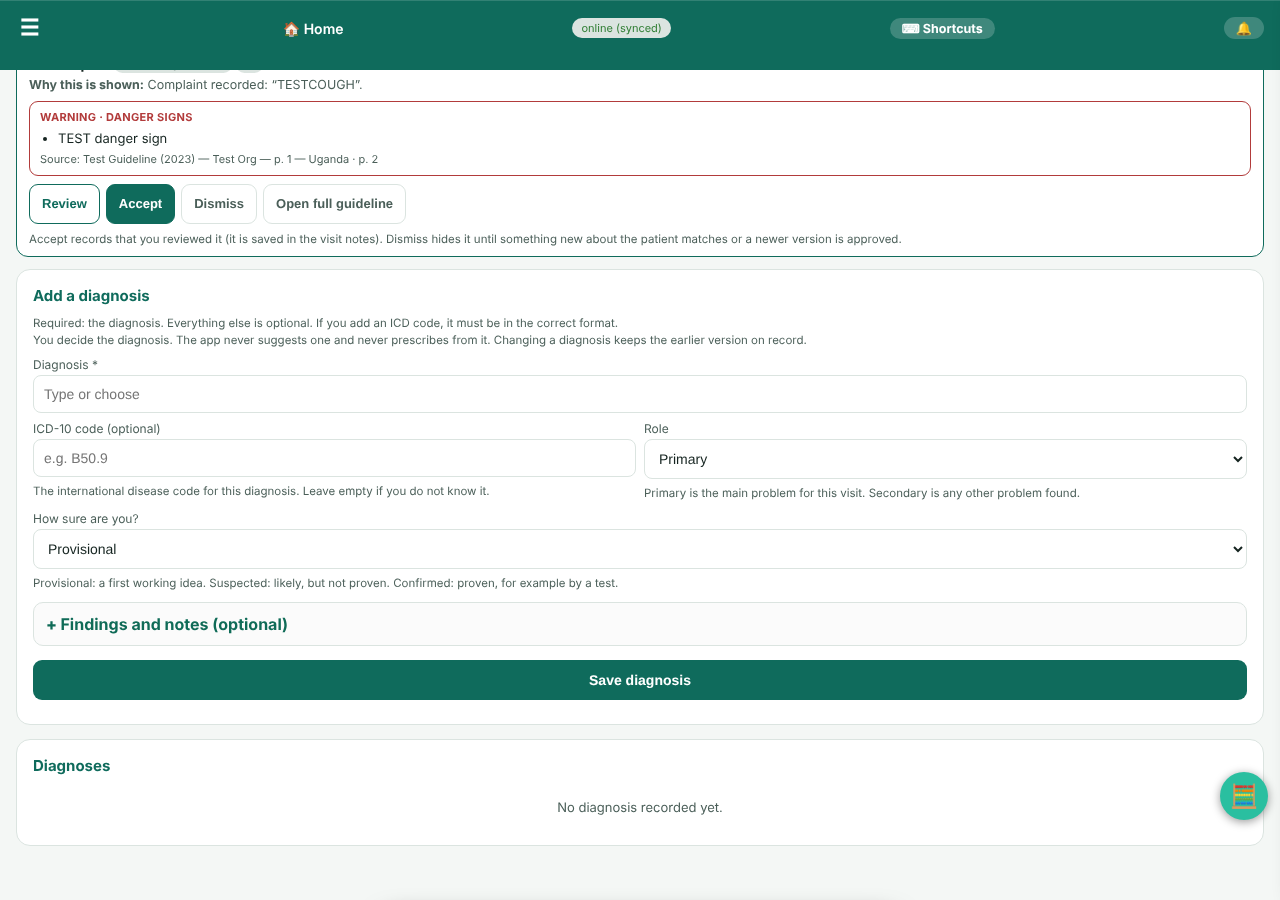 Home
online (synced)
Shortcuts
Why this is shown: Complaint recorded: “TESTCOUGH”.
WARNING · DANGER SIGNS
• TEST danger sign
Source: Test Guideline (2023) — Test Org — p. 1 — Uganda · p. 2
Review
Accept
Dismiss
Open full guideline
Accept records that you reviewed it (it is saved in the visit notes). Dismiss hides it until something new about the patient matches or a newer version is approved.
Add a diagnosis
Required: the diagnosis. Everything else is optional. If you add an ICD code, it must be in the correct format.
You decide the diagnosis. The app never suggests one and never prescribes from it. Changing a diagnosis keeps the earlier version on record.
Diagnosis *
Type or choose
ICD-10 code (optional)
e.g. B50.9
The international disease code for this diagnosis. Leave empty if you do not know it.
Role
Primary
Primary is the main problem for this visit. Secondary is any other problem found.
How sure are you?
Provisional
Provisional: a first working idea. Suspected: likely, but not proven. Confirmed: proven, for example by a test.
+ Findings and notes (optional)
Save diagnosis
Diagnoses
No diagnosis recorded yet.